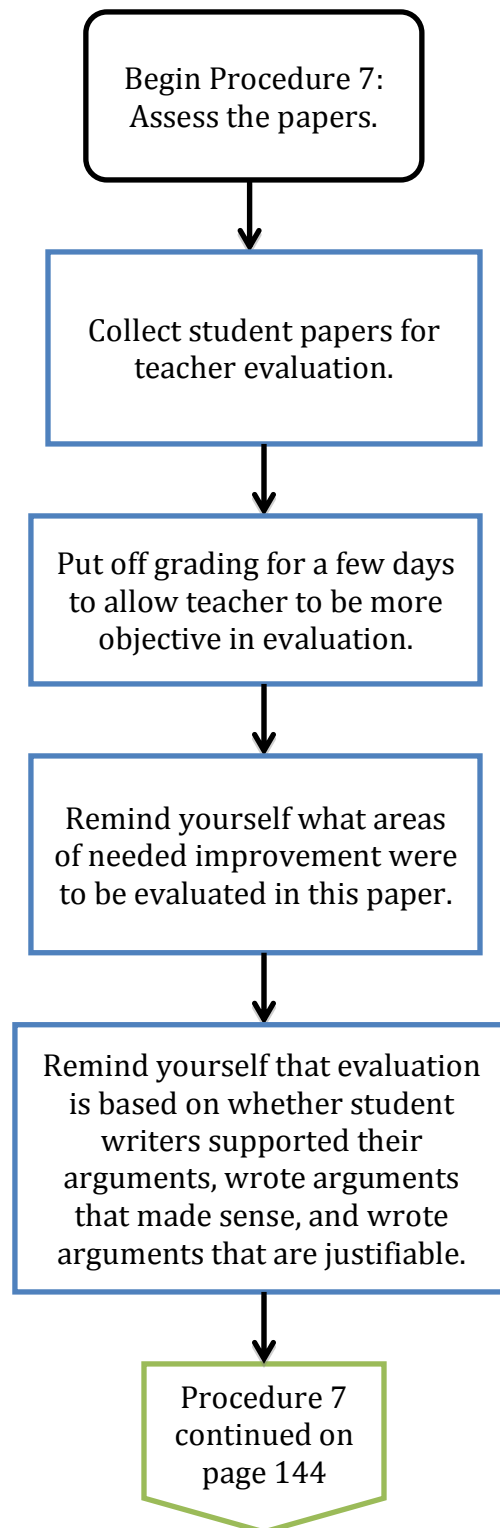 Begin Procedure 7:
Assess the papers.
Collect student papers for
teacher evaluation.
Put off grading for a few days
to allow teacher to be more
objective in evaluation.
Remind yourself what areas
of needed improvement were
to be evaluated in this paper.
Remind yourself that evaluation
is based on whether student
writers supported their
arguments, wrote arguments
that made sense, and wrote
arguments that are justifiable.
Procedure 7
continued on
page 144